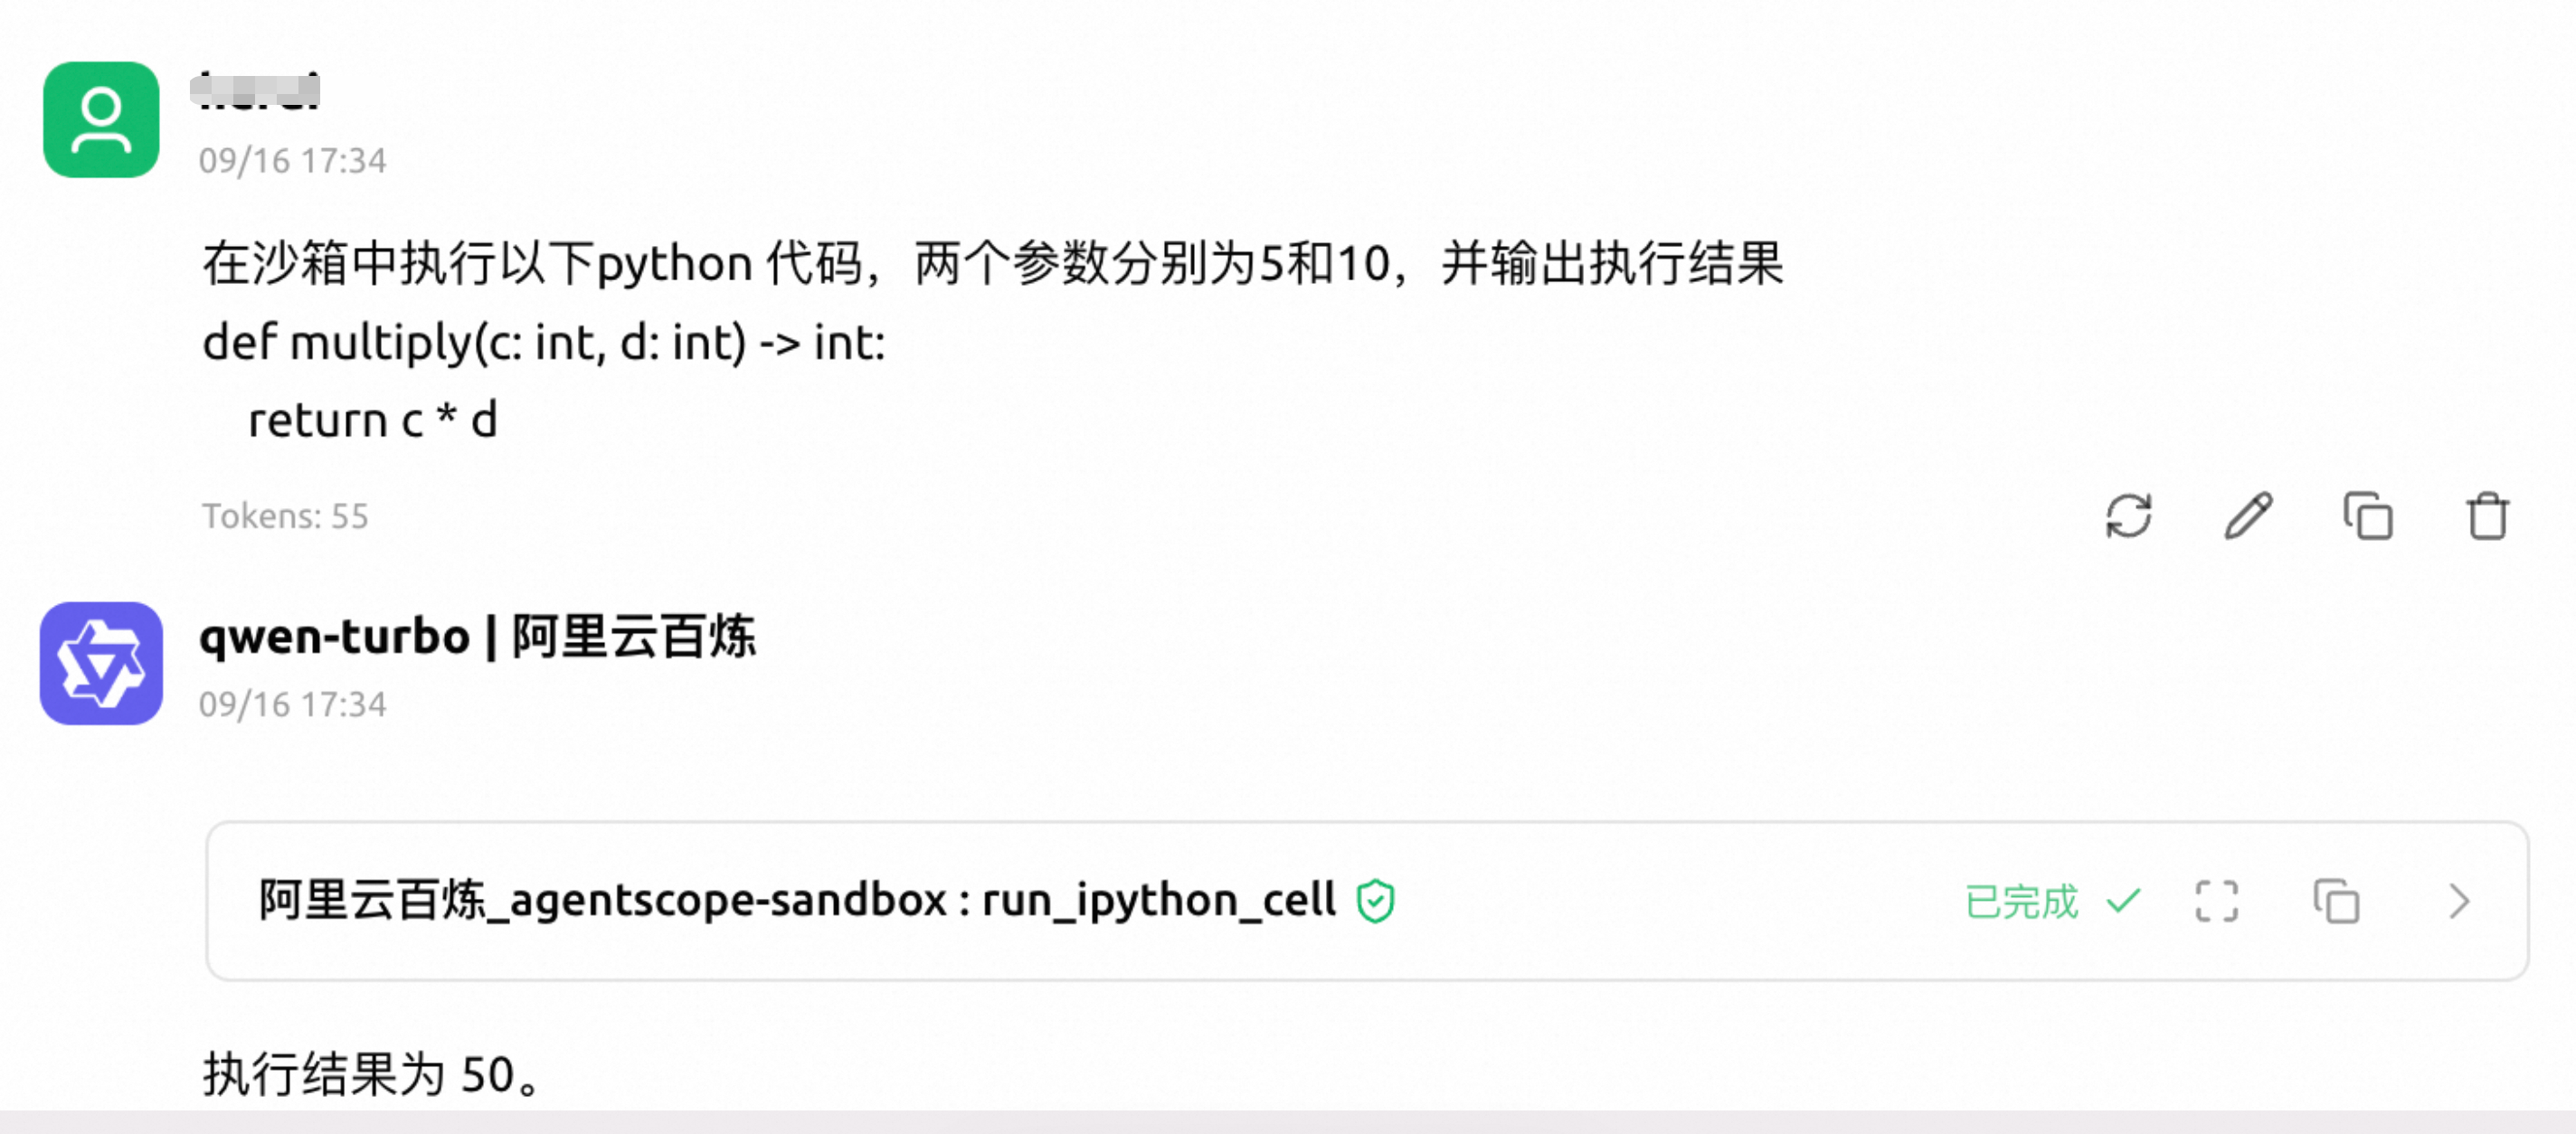 09/16 17:34
在沙箱中执行以下python 代码，两个参数分别为5和10，并输出执行结果
def multiply(c: int, d: int) -> int:
    return c * d
Tokens: 55
qwen-turbo | 阿里云百炼
09/16 17:34
阿里云百炼_agentscope-sandbox : run_ipython_cell 已完成
执行结果为 50。